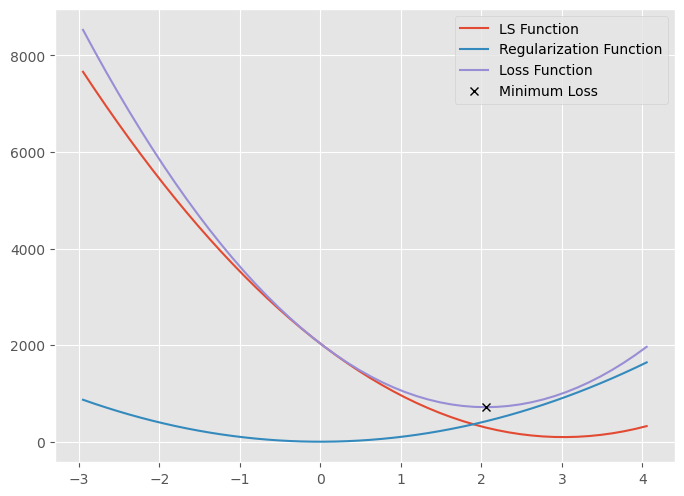 LS Function
Regularization Function
Loss Function
Minimum Loss
8000
6000
4000
2000
0
−3 −2 −1 0 1 2 3 4